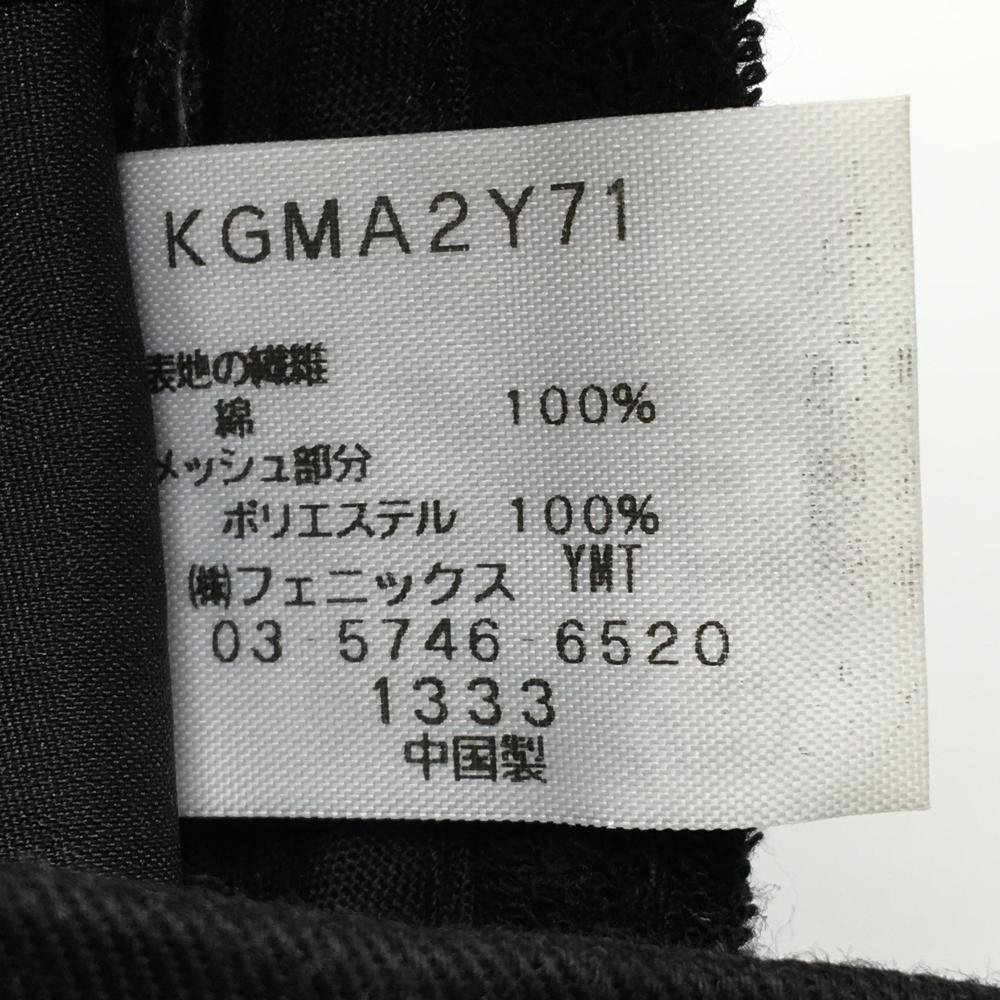 KGMA2Y71
表地の繊維
綿 100%
メッシュ部分
ポリエステル 100%
㈱フェニックス YMT
03-5746-6520
1333
中国製